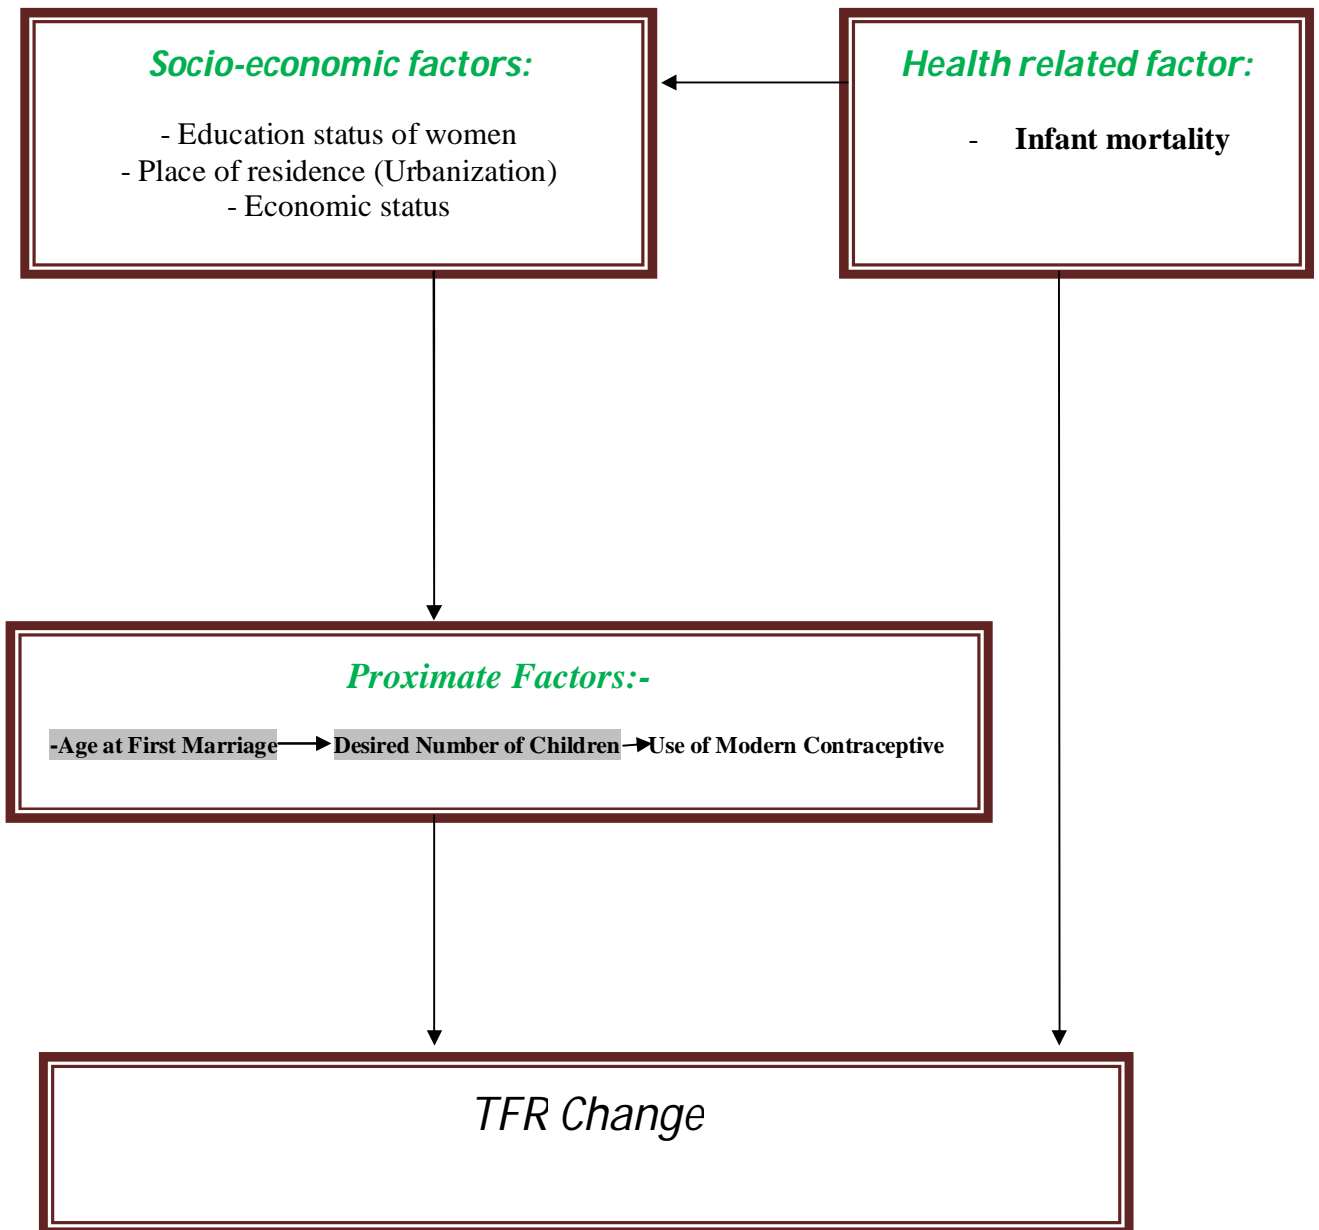 Socio-economic factors:
- Education status of women
- Place of residence (Urbanization)
- Economic status
Health related factor:
- Infant mortality
Proximate Factors:-
-Age at First Marriage Desired Number of Children Use of Modern Contraceptive
TFR Change